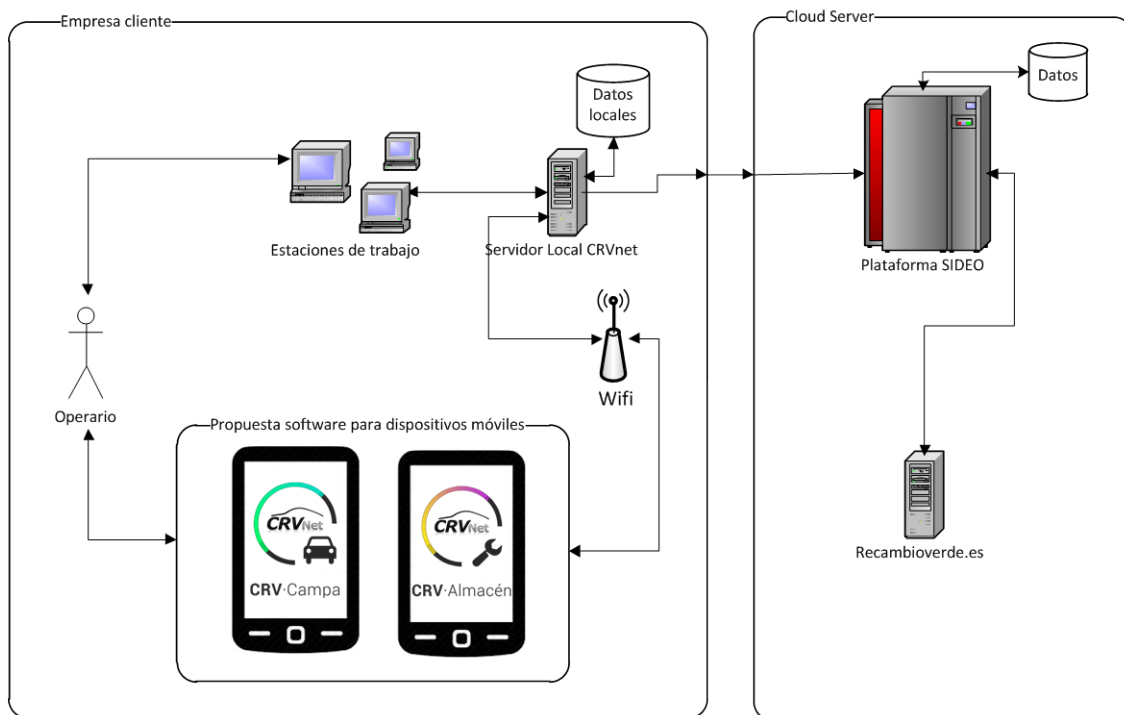 Empresa cliente
Cloud Server
Datos
locales
Datos
Estaciones de trabajo
Servidor Local CRVnet
Plataforma SIDEO
Wifi
Operario
Propuesta software para dispositivos móviles
CRVNet
CRV·Campa
CRVNet
CRV·Almacén
Recambioverde.es